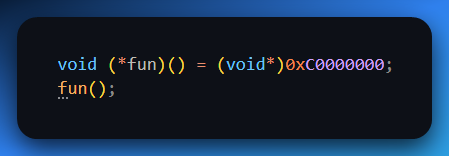 void (*fun)() = (void*)0xC0000000;
fun();